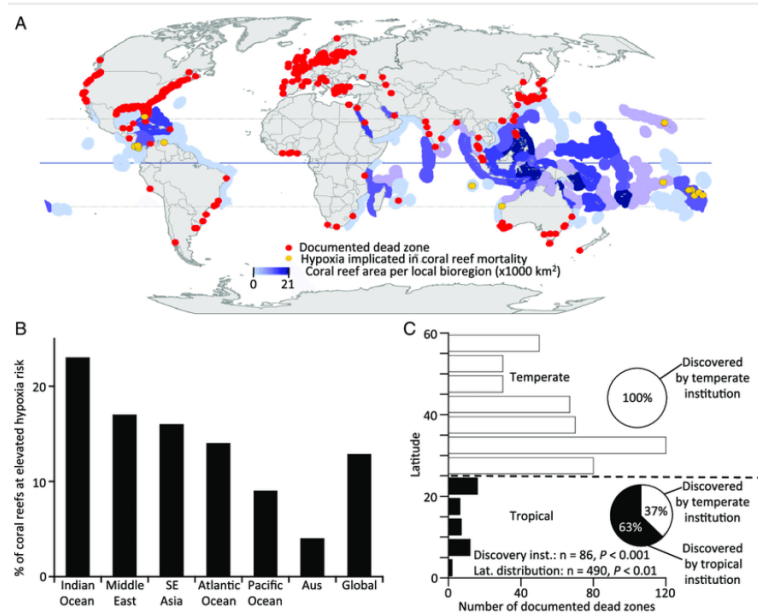 A
Documented dead zone
Hypoxia implicated in coral reef mortality
Coral reef area per local bioregion (x1000 km²)
0 21
B
% of coral reefs at elevated hypoxia risk
20
10
0
Indian Ocean
Middle East
SE Asia
Atlantic Ocean
Pacific Ocean
Aus
Global
C
Latitude
60
40
20
0
Temperate
100%
Discovered
by temperate
institution
Tropical
37%
63%
Discovered
by temperate
institution
Discovered
by tropical
institution
Discovery inst.: n = 86, P < 0.001
Lat. distribution: n = 490, P < 0.01
0 40 80 120
Number of documented dead zones